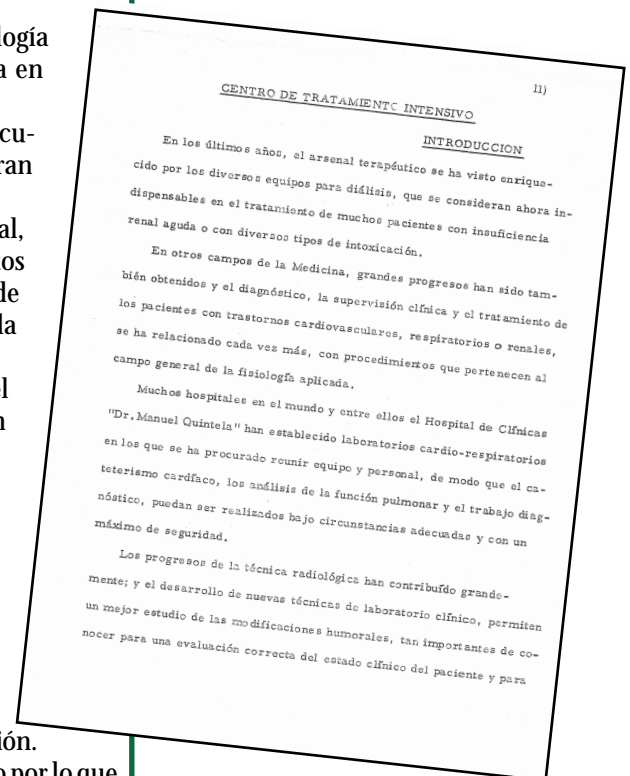 logía
a en
cu-
ran
al,
tos
de
la
el
n
ión.
o por lo que
11)
CENTRO DE TRATAMIENTO INTENSIVO
INTRODUCCION
En los últimos años, el arsenal terapéutico se ha visto enrique-
cido por los diversos equipos para diálisis, que se consideran ahora in-
dispensables en el tratamiento de muchos pacientes con insuficiencia
renal aguda o con diversos tipos de intoxicación.
En otros campos de la Medicina, grandes progresos han sido tam-
bién obtenidos y el diagnóstico, la supervisión clínica y el tratamiento de
los pacientes con trastornos cardiovasculares, respiratorios o renales,
se ha relacionado cada vez más, con procedimientos que pertenecen al
campo general de la fisiología aplicada.
Muchos hospitales en el mundo y entre ellos el Hospital de Clínicas
"Dr. Manuel Quintela" han establecido laboratorios cardio-respiratorios
en los que se ha procurado reunir equipo y personal, de modo que el ca-
teterismo cardíaco, los análisis de la función pulmonar y el trabajo diag-
nóstico, puedan ser realizados bajo circunstancias adecuadas y con un
máximo de seguridad.
Los progresos de la técnica radiológica han contribuído grande-
mente; y el desarrollo de nuevas técnicas de laboratorio clínico, permiten
un mejor estudio de las modificaciones humorales, tan importantes de co-
nocer para una evaluación correcta del estado clínico del paciente y para